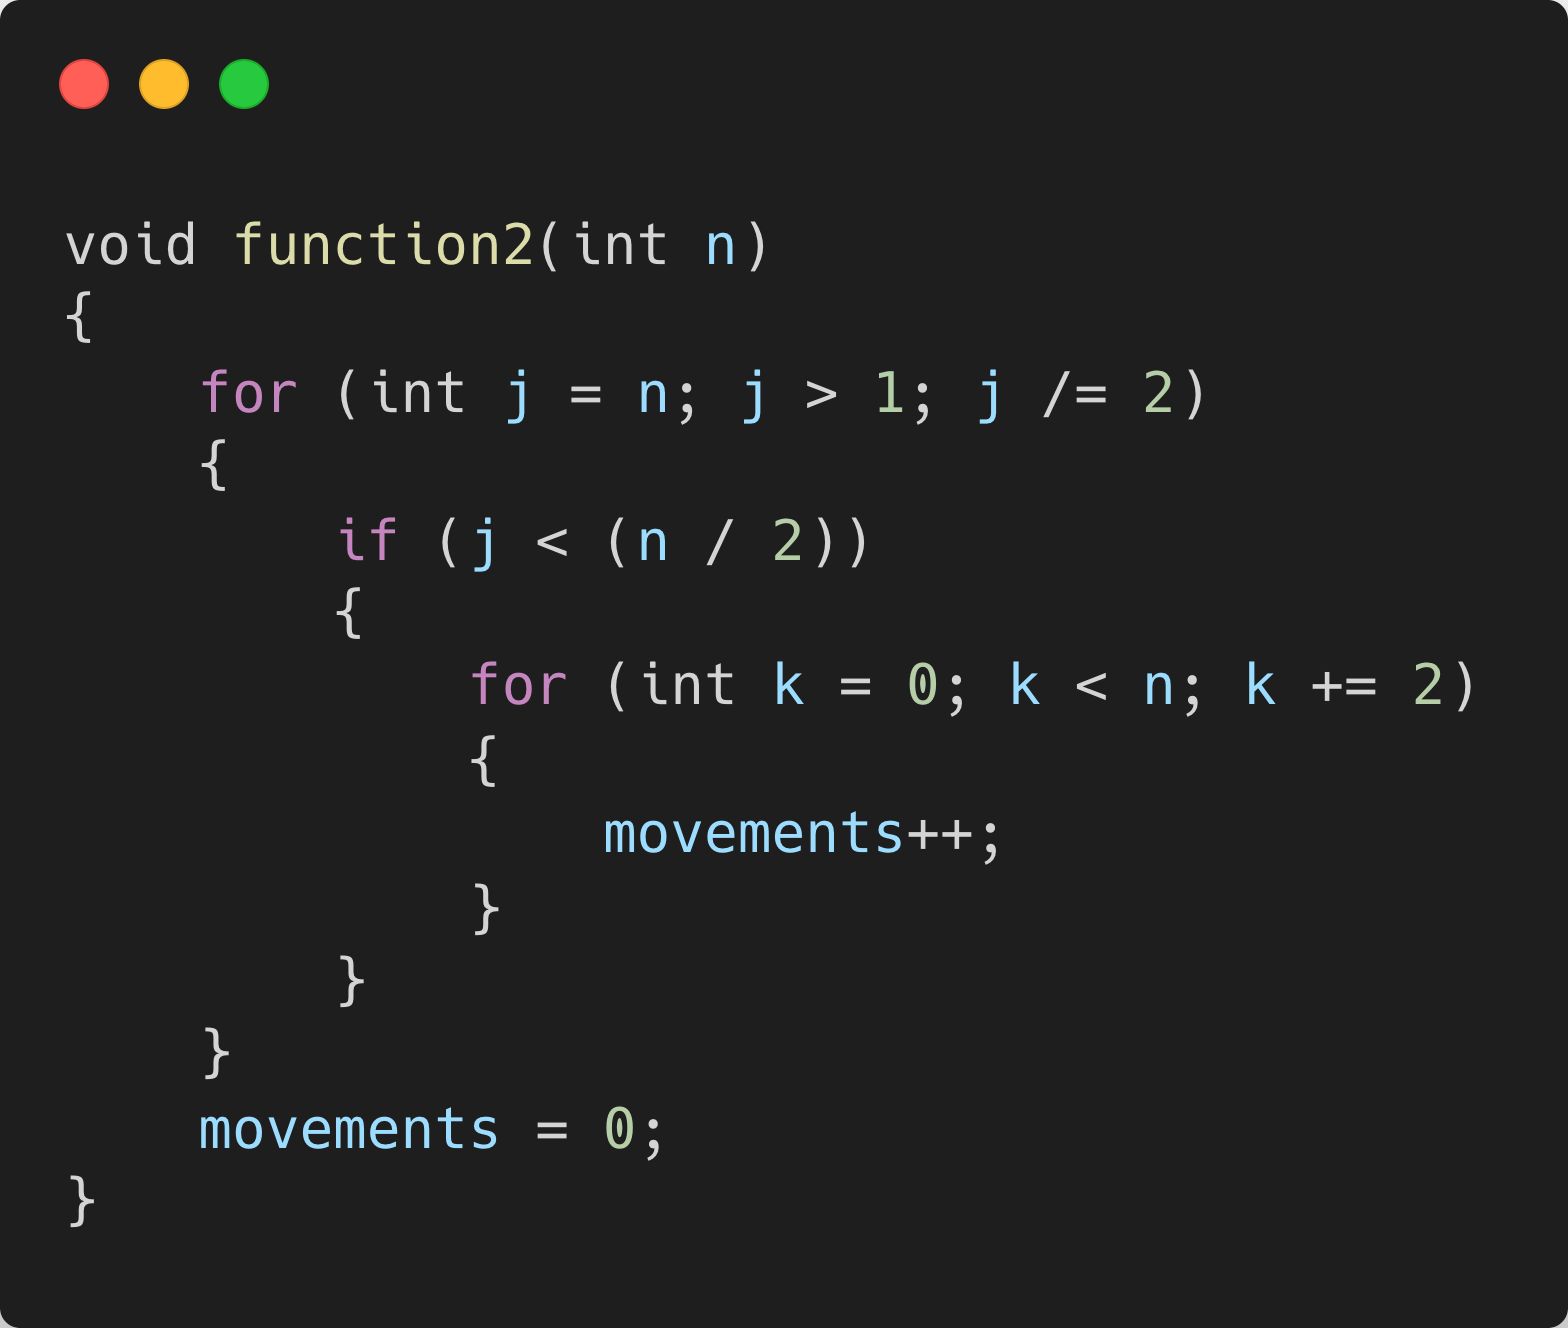 void function2(int n)
{
    for (int j = n; j > 1; j /= 2)
    {
        if (j < (n / 2))
        {
            for (int k = 0; k < n; k += 2)
            {
                movements++;
            }
        }
    }
    movements = 0;
}